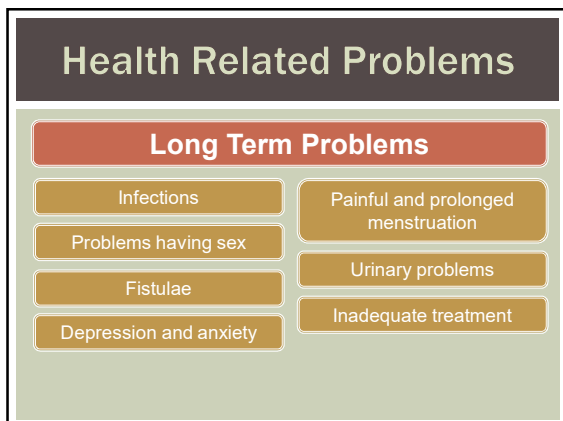 Health Related Problems
Long Term Problems
Infections
Problems having sex
Fistulae
Depression and anxiety
Painful and prolonged
menstruation
Urinary problems
Inadequate treatment